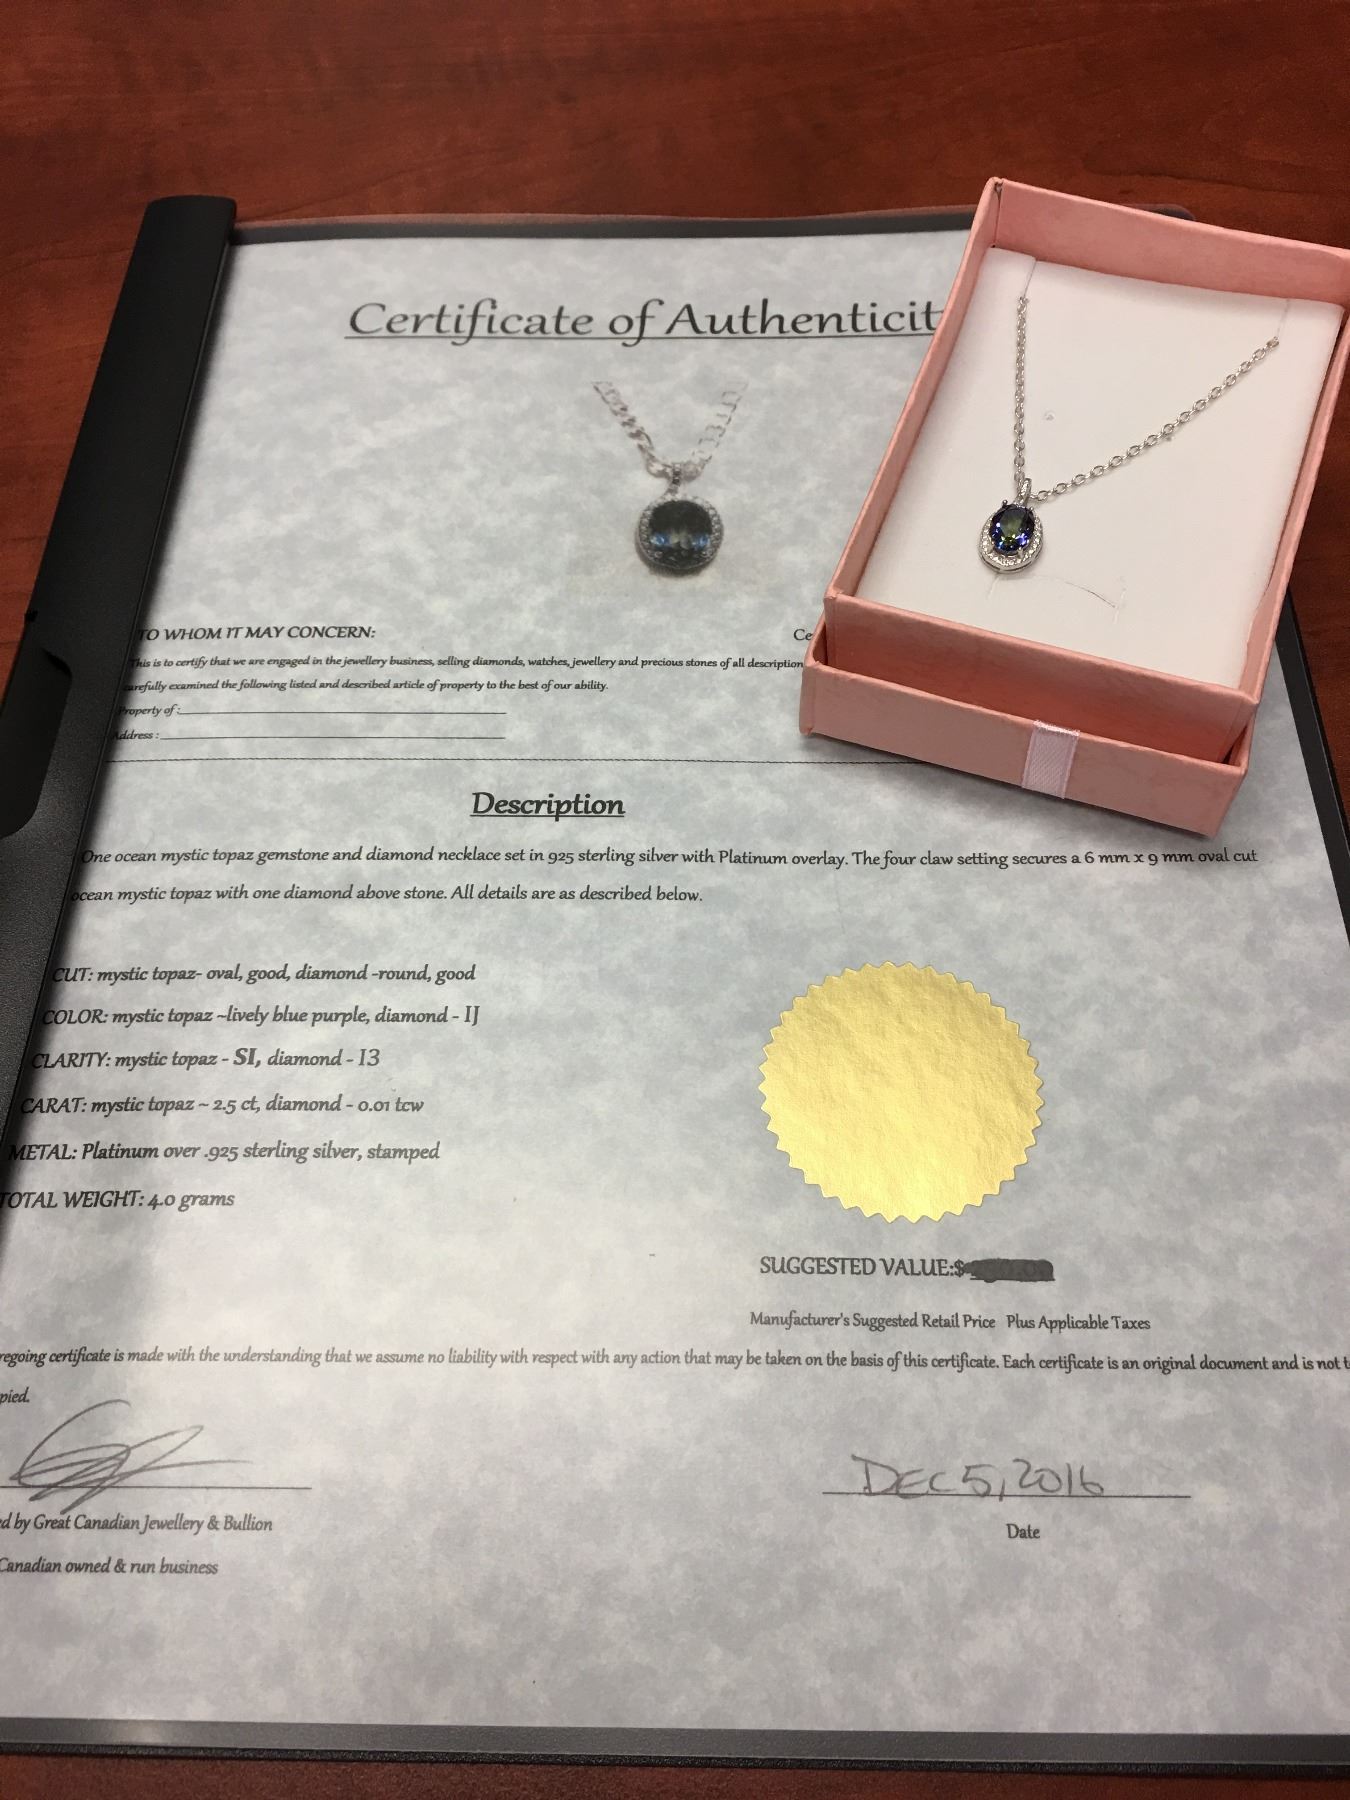 Certificate of Authenticit
TO WHOM IT MAY CONCERN:
Ce
This is to certify that we are engaged in the jewellery business, selling diamonds, watches, jewellery and precious stones of all description
arefully examined the following listed and described article of property to the best of our ability.
Property of :
Address :
Description
One ocean mystic topaz gemstone and diamond necklace set in 925 sterling silver with Platinum overlay. The four claw setting secures a 6 mm x 9 mm oval cut
ocean mystic topaz with one diamond above stone. All details are as described below.
CUT: mystic topaz- oval, good, diamond -round, good
COLOR: mystic topaz ~lively blue purple, diamond - IJ
CLARITY: mystic topaz - SI, diamond - I3
CARAT: mystic topaz ~ 2.5 ct, diamond - 0.01 tcw
METAL: Platinum over .925 sterling silver, stamped
TOTAL WEIGHT: 4.0 grams
SUGGESTED VALUE:$
Manufacturer's Suggested Retail Price Plus Applicable Taxes
regoing certificate is made with the understanding that we assume no liability with respect with any action that may be taken on the basis of this certificate. Each certificate is an original document and is not t
pied.
DEC 5, 2016
d by Great Canadian Jewellery & Bullion
Date
Canadian owned & run business